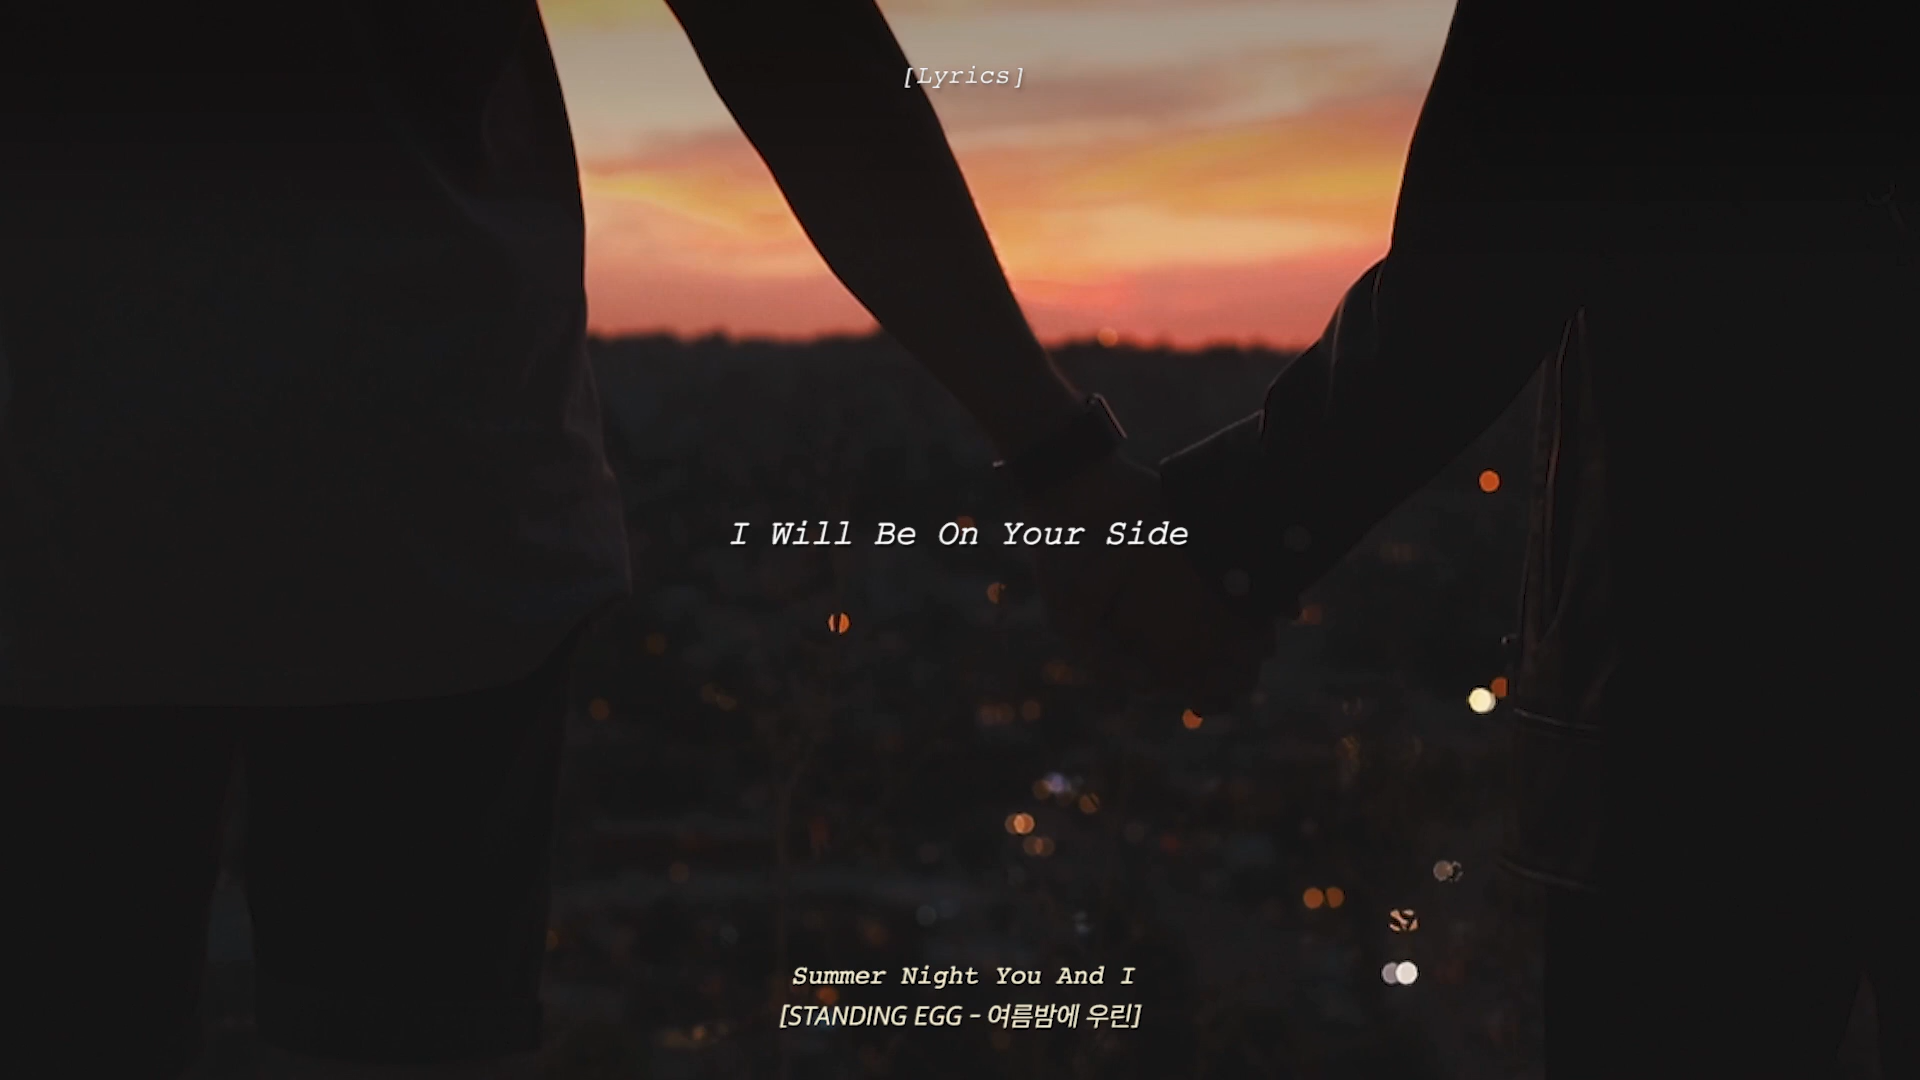 [Lyrics]
I Will Be On Your Side
Summer Night You And I
[STANDING EGG - 여름밤에 우린]